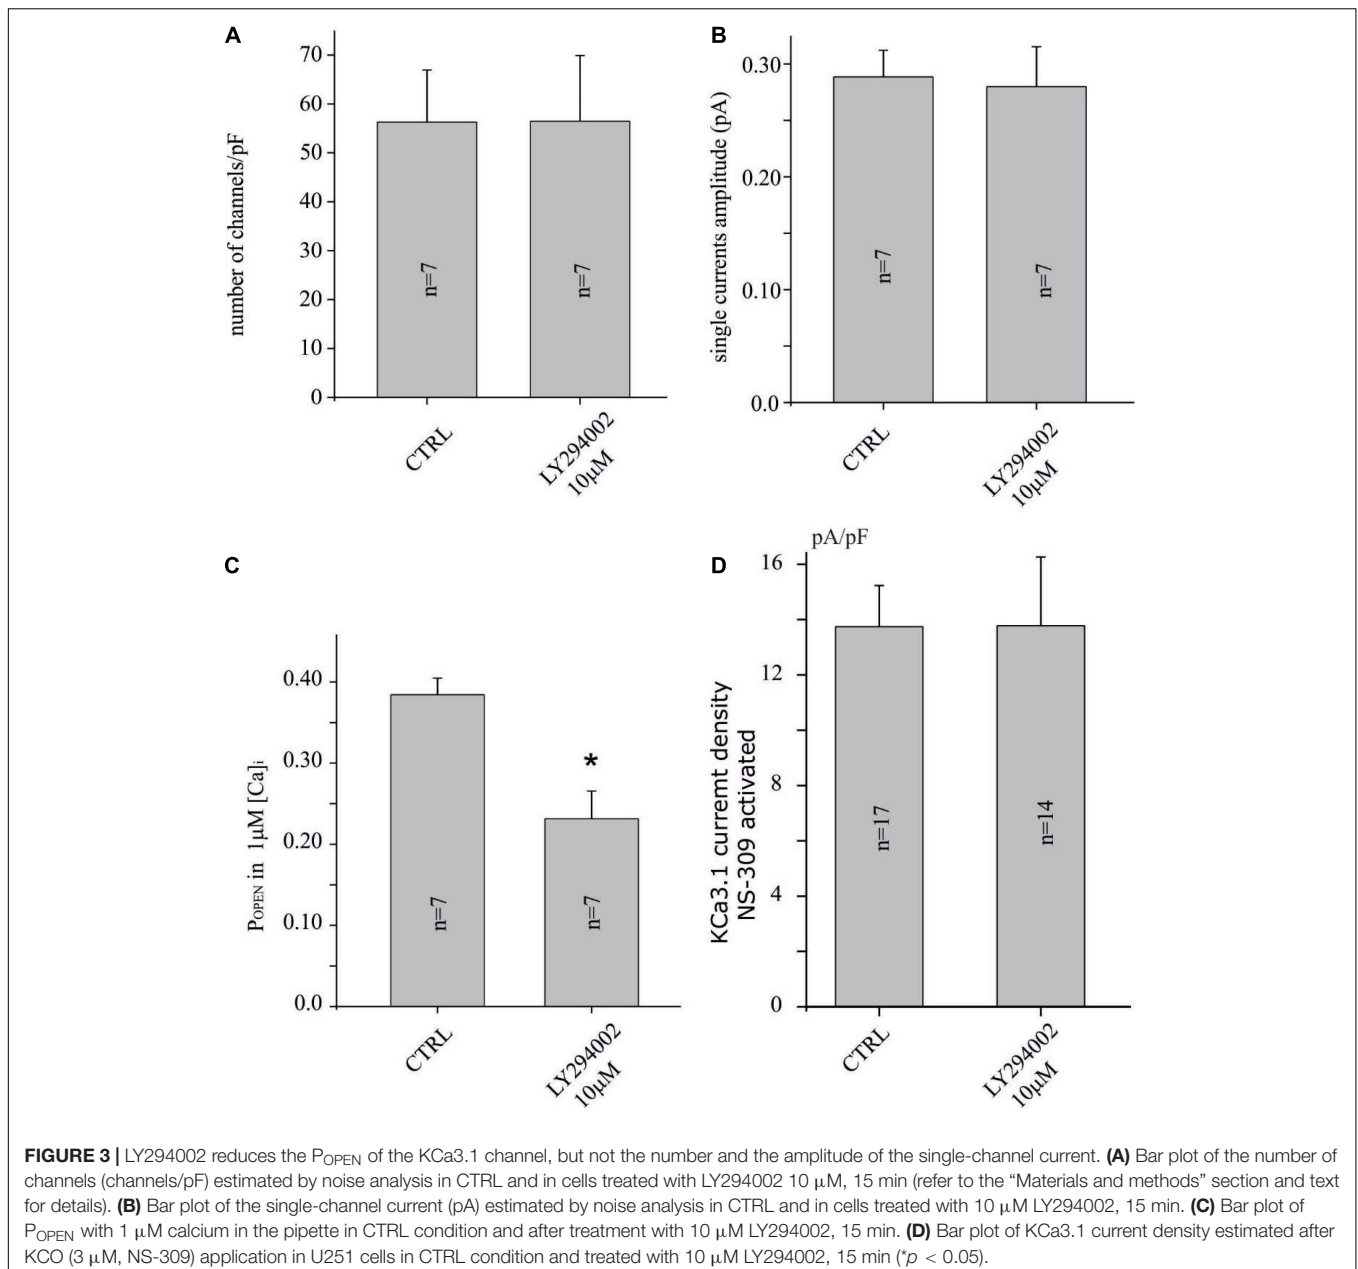 A
70
60
50
40
30
20
10
0
number of channels/pF
n=7
n=7
CTRL
LY294002
10µM
B
0.30
0.20
0.10
0.0
single currents amplitude (pA)
n=7
n=7
CTRL
LY294002
10µM
C
0.40
0.30
0.20
0.10
0.0
POPEN in 1µM [Ca]i
*
n=7
n=7
CTRL
LY294002
10µM
D
pA/pF
16
12
8
4
0
KCa3.1 curremt density
NS-309 activated
n=17
n=14
CTRL
LY294002
10µM
FIGURE 3 | LY294002 reduces the POPEN of the KCa3.1 channel, but not the number and the amplitude of the single-channel current. (A) Bar plot of the number of
channels (channels/pF) estimated by noise analysis in CTRL and in cells treated with LY294002 10 µM, 15 min (refer to the “Materials and methods” section and text
for details). (B) Bar plot of the single-channel current (pA) estimated by noise analysis in CTRL and in cells treated with 10 µM LY294002, 15 min. (C) Bar plot of
POPEN with 1 µM calcium in the pipette in CTRL condition and after treatment with 10 µM LY294002, 15 min. (D) Bar plot of KCa3.1 current density estimated after
KCO (3 µM, NS-309) application in U251 cells in CTRL condition and treated with 10 µM LY294002, 15 min (*p < 0.05).